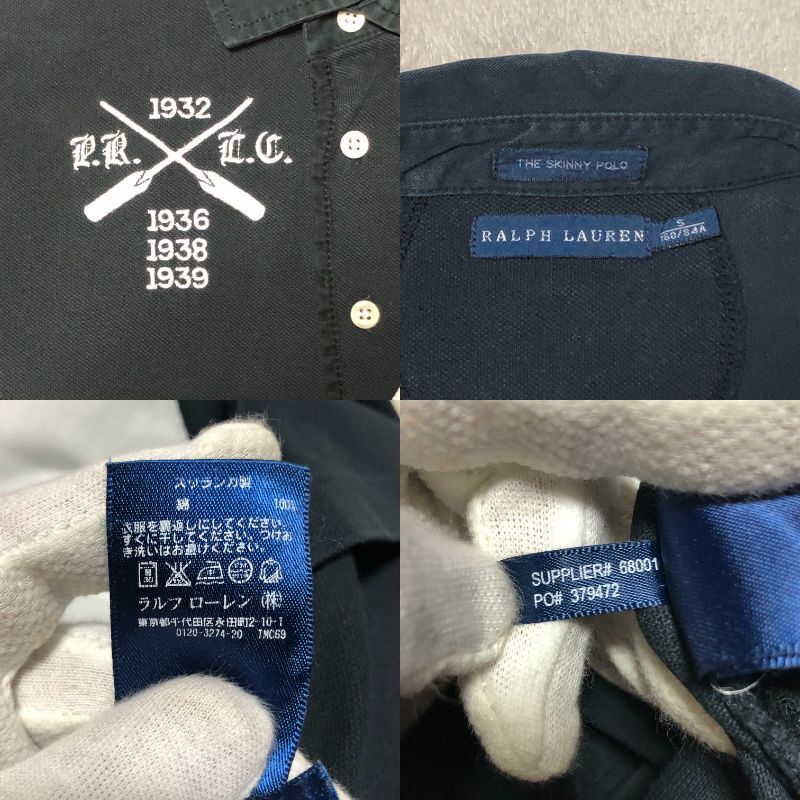 1932
P.R. L.C.
1936
1938
1939
THE SKINNY POLO
RALPH LAUREN
S
160/84A
スリランカ製
綿 100%
衣服を裏返しにしてください。
すぐに干してください。つけお
き洗いはお避けください。
ラルフ ローレン (株)
東京都千代田区永田町2-10-1
0120-3274-20 TMC69
SUPPLIER# 68001
PO# 379472